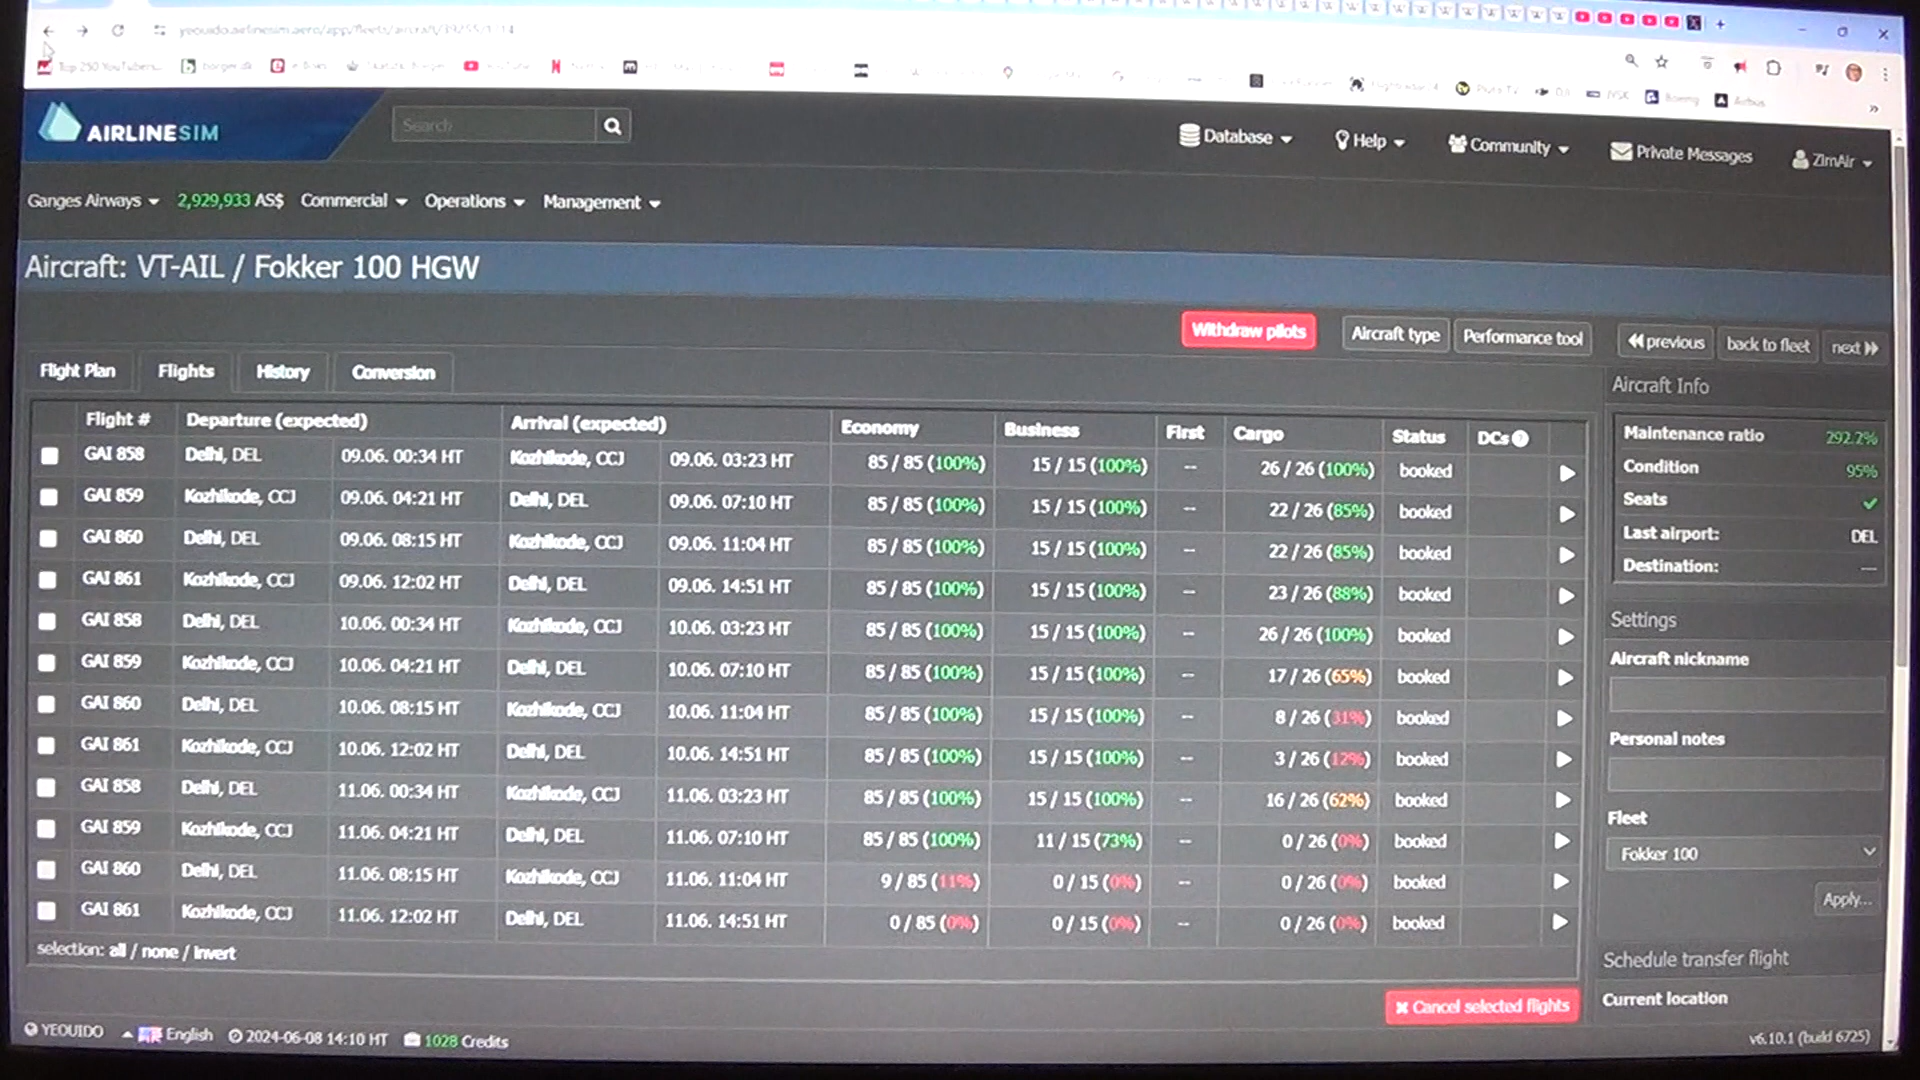 Top 250 YouTubers...
AIRLINESIM
Search
Database
Help
Community
Private Messages
ZimAir
Ganges Airways
2,929,933 AS$
Commercial
Operations
Management
Aircraft: VT-AIL / Fokker 100 HGW
Withdraw pilots
Aircraft type
Performance tool
previous
back to fleet
next
Flight Plan
Flights
History
Conversion
Flight # Departure (expected) Arrival (expected) Economy Business First Cargo Status DCs
GAI 858 Delhi, DEL 09.06. 00:34 HT Kozhikode, CCJ 09.06. 03:23 HT 85 / 85 (100%) 15 / 15 (100%) -- 26 / 26 (100%) booked
GAI 859 Kozhikode, CCJ 09.06. 04:21 HT Delhi, DEL 09.06. 07:10 HT 85 / 85 (100%) 15 / 15 (100%) -- 22 / 26 (85%) booked
GAI 860 Delhi, DEL 09.06. 08:15 HT Kozhikode, CCJ 09.06. 11:04 HT 85 / 85 (100%) 15 / 15 (100%) -- 22 / 26 (85%) booked
GAI 861 Kozhikode, CCJ 09.06. 12:02 HT Delhi, DEL 09.06. 14:51 HT 85 / 85 (100%) 15 / 15 (100%) -- 23 / 26 (88%) booked
GAI 858 Delhi, DEL 10.06. 00:34 HT Kozhikode, CCJ 10.06. 03:23 HT 85 / 85 (100%) 15 / 15 (100%) -- 26 / 26 (100%) booked
GAI 859 Kozhikode, CCJ 10.06. 04:21 HT Delhi, DEL 10.06. 07:10 HT 85 / 85 (100%) 15 / 15 (100%) -- 17 / 26 (65%) booked
GAI 860 Delhi, DEL 10.06. 08:15 HT Kozhikode, CCJ 10.06. 11:04 HT 85 / 85 (100%) 15 / 15 (100%) -- 8 / 26 (31%) booked
GAI 861 Kozhikode, CCJ 10.06. 12:02 HT Delhi, DEL 10.06. 14:51 HT 85 / 85 (100%) 15 / 15 (100%) -- 3 / 26 (12%) booked
GAI 858 Delhi, DEL 11.06. 00:34 HT Kozhikode, CCJ 11.06. 03:23 HT 85 / 85 (100%) 15 / 15 (100%) -- 16 / 26 (62%) booked
GAI 859 Kozhikode, CCJ 11.06. 04:21 HT Delhi, DEL 11.06. 07:10 HT 85 / 85 (100%) 11 / 15 (73%) -- 0 / 26 (0%) booked
GAI 860 Delhi, DEL 11.06. 08:15 HT Kozhikode, CCJ 11.06. 11:04 HT 9 / 85 (11%) 0 / 15 (0%) -- 0 / 26 (0%) booked
GAI 861 Kozhikode, CCJ 11.06. 12:02 HT Delhi, DEL 11.06. 14:51 HT 0 / 85 (0%) 0 / 15 (0%) -- 0 / 26 (0%) booked
selection: all / none / invert
Cancel selected flights
Aircraft Info
Maintenance ratio 292.2%
Condition 95%
Seats
Last airport: DEL
Destination: —
Settings
Aircraft nickname
Personal notes
Fleet
Fokker 100
Apply...
Schedule transfer flight
Current location
YEOUIDO
English
2024-06-08 14:10 HT
1028 Credits
v6.10.1 (build 6725)